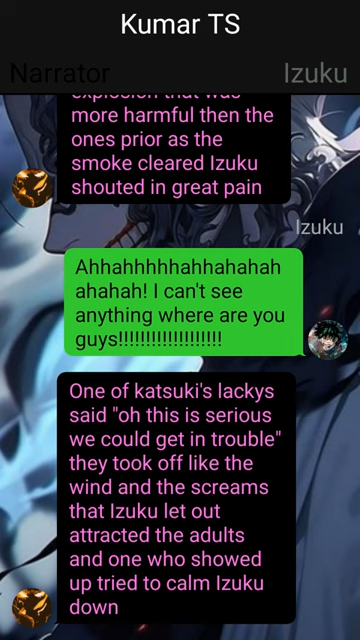 Kumar TS
Narrator
Izuku
explosion that was
more harmful then the
ones prior as the
smoke cleared Izuku
shouted in great pain
Izuku
Ahhahhhhhahhahahah
ahahah! I can't see
anything where are you
guys!!!!!!!!!!!!!!!!!!!
One of katsuki's lackys
said "oh this is serious
we could get in trouble"
they took off like the
wind and the screams
that Izuku let out
attracted the adults
and one who showed
up tried to calm Izuku
down